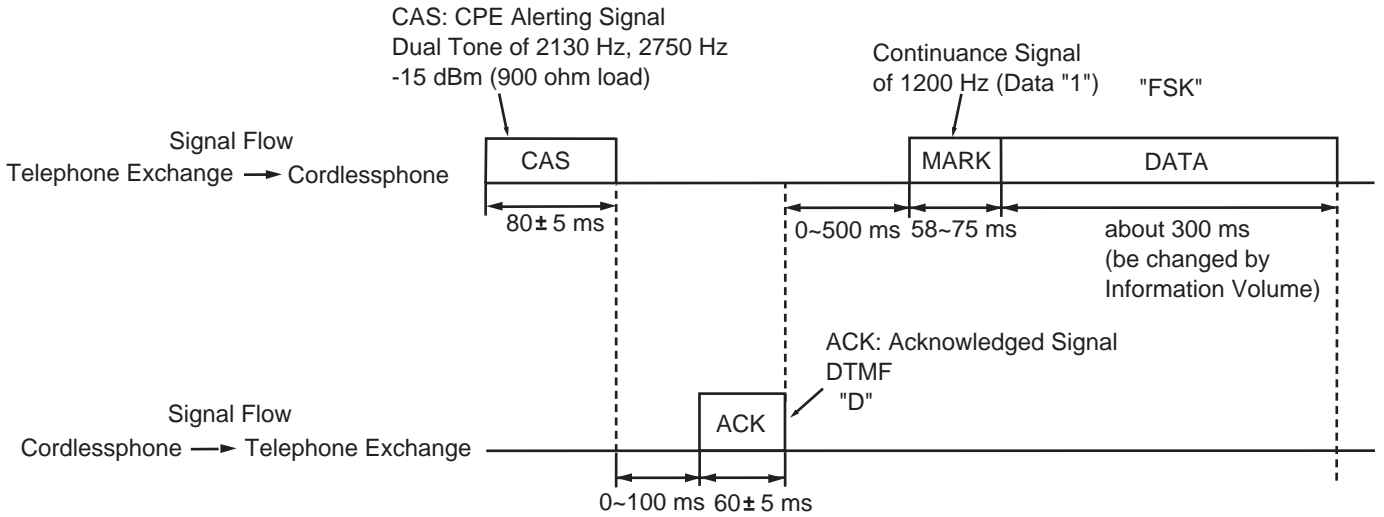 CAS: CPE Alerting Signal
Dual Tone of 2130 Hz, 2750 Hz
-15 dBm (900 ohm load)
Continuance Signal
of 1200 Hz (Data "1")
"FSK"
Signal Flow
Telephone Exchange → Cordlessphone
CAS
MARK
DATA
80± 5 ms
0~500 ms
58~75 ms
about 300 ms
(be changed by
Information Volume)
ACK: Acknowledged Signal
DTMF
"D"
Signal Flow
Cordlessphone → Telephone Exchange
ACK
0~100 ms
60± 5 ms